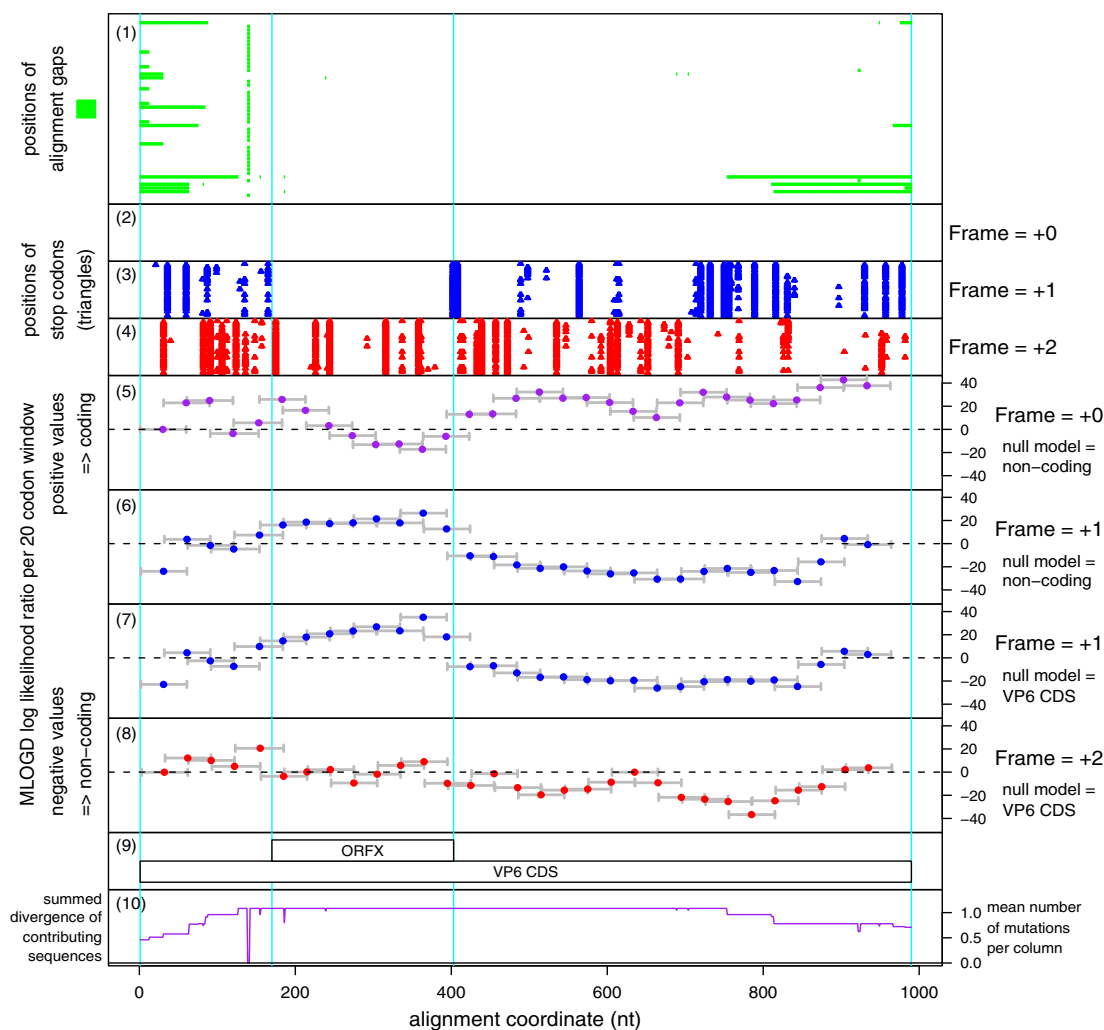 positions of
alignment gaps
(1)
positions of
stop codons
(triangles)
(2)
Frame = +0
(3)
Frame = +1
(4)
Frame = +2
MLOGD log likelihood ratio per 20 codon window
positive values
=> coding
negative values
=> non−coding
(5)
40
20
0
−20
−40
Frame = +0
null model =
non−coding
(6)
40
20
0
−20
−40
Frame = +1
null model =
non−coding
(7)
40
20
0
−20
−40
Frame = +1
null model =
VP6 CDS
(8)
40
20
0
−20
−40
Frame = +2
null model =
VP6 CDS
(9)
ORFX
VP6 CDS
summed
divergence of
contributing
sequences
(10)
1.0
0.5
0.0
mean number
of mutations
per column
0 200 400 600 800 1000
alignment coordinate (nt)